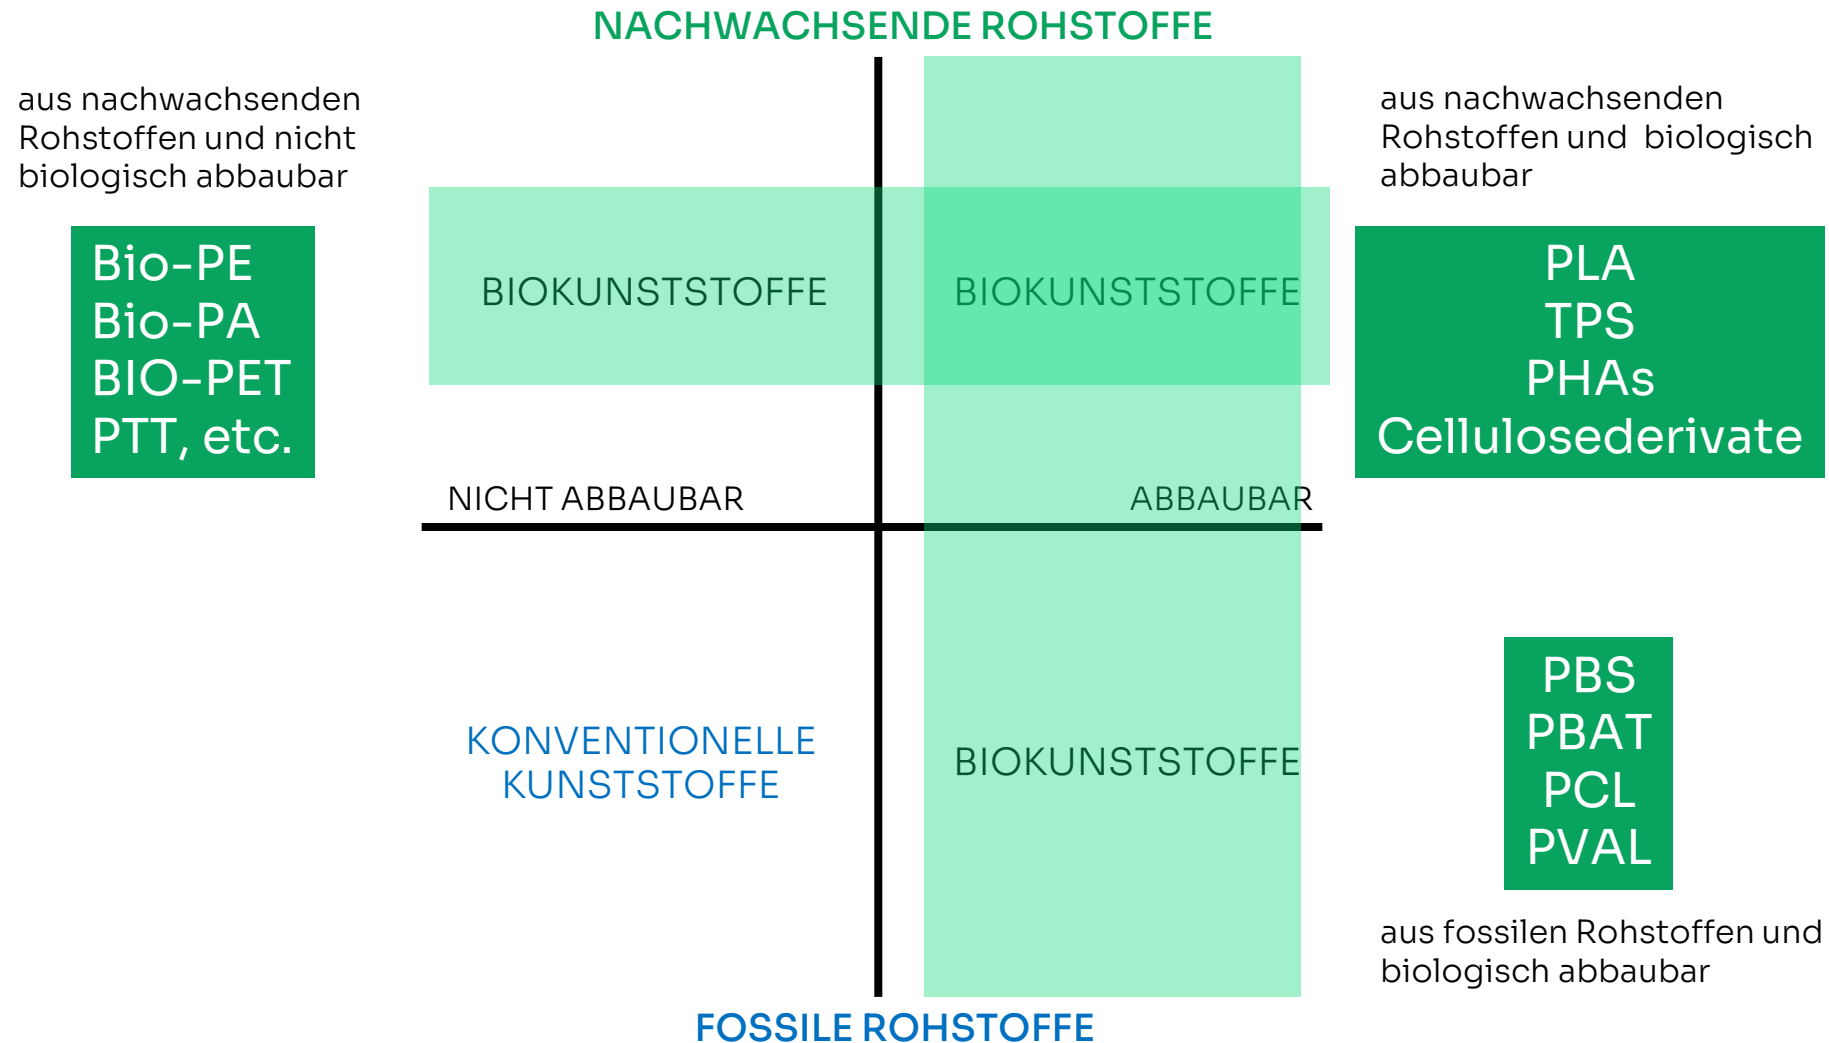 NACHWACHSENDE ROHSTOFFE
aus nachwachsenden
Rohstoffen und nicht
biologisch abbaubar
Bio-PE
Bio-PA
BIO-PET
PTT, etc.
BIOKUNSTSTOFFE
BIOKUNSTSTOFFE
aus nachwachsenden
Rohstoffen und biologisch
abbaubar
PLA
TPS
PHAs
Cellulosederivate
NICHT ABBAUBAR
ABBAUBAR
KONVENTIONELLE
KUNSTSTOFFE
BIOKUNSTSTOFFE
PBS
PBAT
PCL
PVAL
aus fossilen Rohstoffen und
biologisch abbaubar
FOSSILE ROHSTOFFE